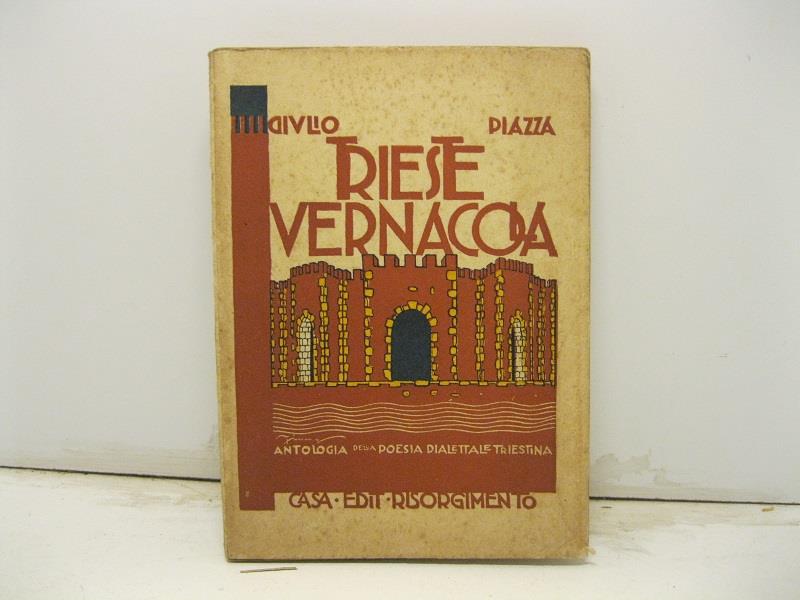 GIVLIO PIAZZA
TRIESTE
VERNACOLA
ANTOLOGIA DELLA POESIA DIALETTALE TRIESTINA
CASA · EDIT · RISORGIMENTO